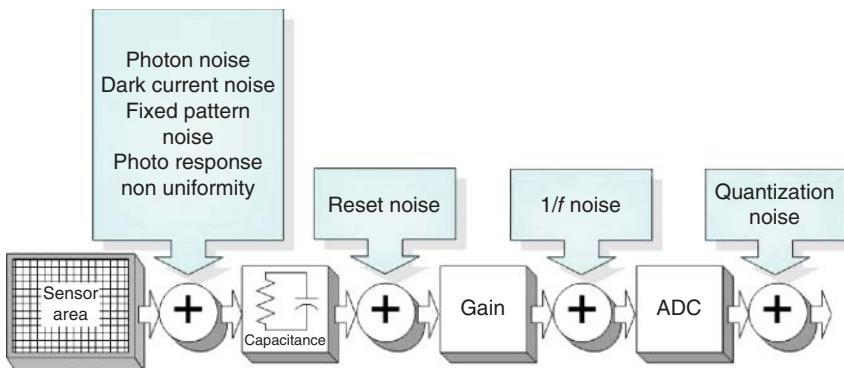 Photon noise
Dark current noise
Fixed pattern
noise
Photo response
non uniformity
Reset noise
1/f noise
Quantization
noise
Sensor
area
+
Capacitance
+
Gain
+
ADC
+